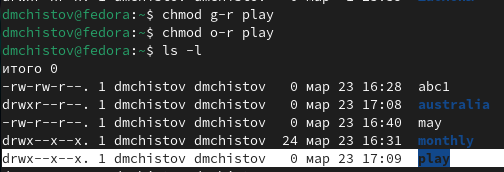 dmchistov@fedora:~$ chmod g-r play
dmchistov@fedora:~$ chmod o-r play
dmchistov@fedora:~$ ls -l
итого 0
-rw-rw-r--. 1 dmchistov dmchistov 0 мар 23 16:28 abc1
drwxr--r--. 1 dmchistov dmchistov 0 мар 23 17:08 australia
-rw-r--r--. 1 dmchistov dmchistov 0 мар 23 16:40 may
drwx--x--x. 1 dmchistov dmchistov 24 мар 23 16:31 monthly
drwx--x--x. 1 dmchistov dmchistov 0 мар 23 17:09 play